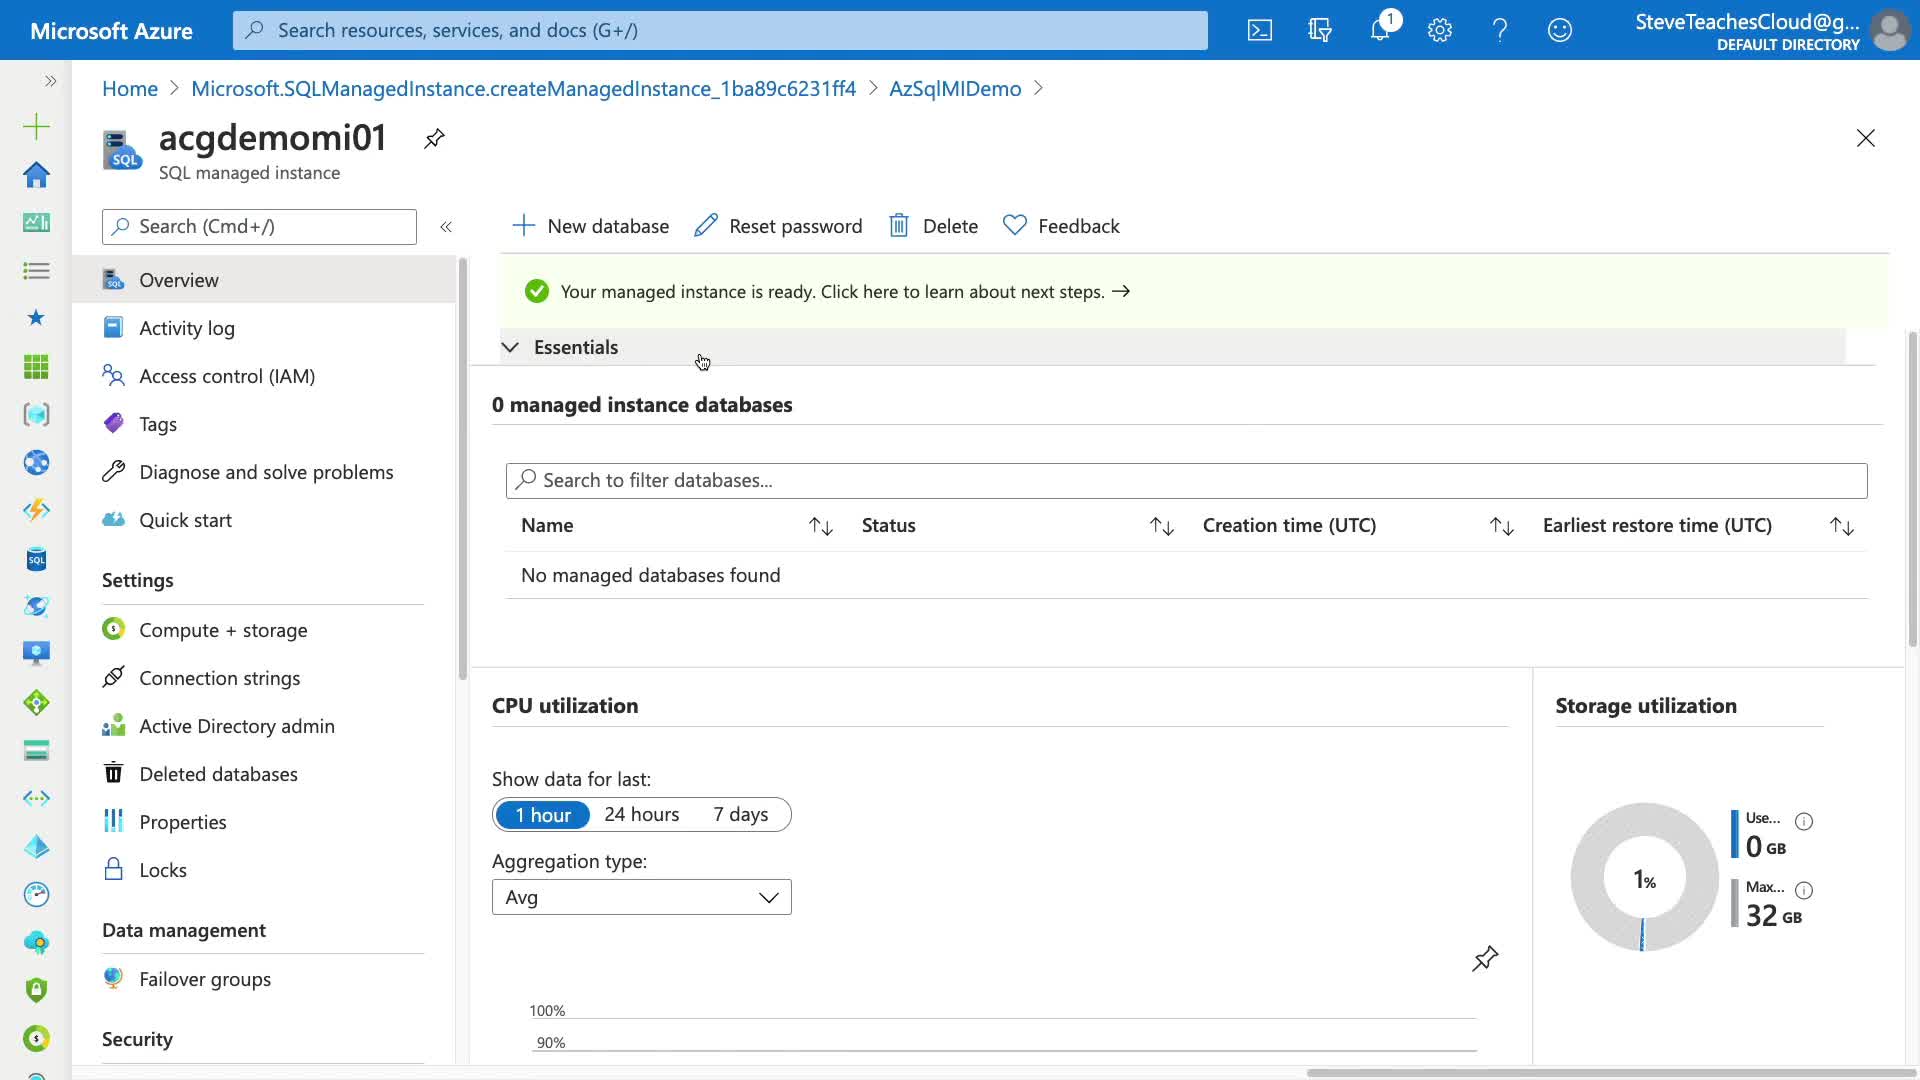 Microsoft Azure
Search resources, services, and docs (G+/)
1
SteveTeachesCloud@g...
DEFAULT DIRECTORY
Home > Microsoft.SQLManagedInstance.createManagedInstance_1ba89c6231ff4 > AzSqlMIDemo >
SQL
acgdemomi01
SQL managed instance
Search (Cmd+/)
New database
Reset password
Delete
Feedback
Overview
Activity log
Access control (IAM)
Tags
Diagnose and solve problems
Quick start
Settings
Compute + storage
Connection strings
Active Directory admin
Deleted databases
Properties
Locks
Data management
Failover groups
Security
Your managed instance is ready. Click here to learn about next steps. →
Essentials
0 managed instance databases
Search to filter databases...
Name
Status
Creation time (UTC)
Earliest restore time (UTC)
No managed databases found
CPU utilization
Show data for last:
1 hour
24 hours
7 days
Aggregation type:
Avg
100%
90%
Storage utilization
1%
Use...
0 GB
Max...
32 GB